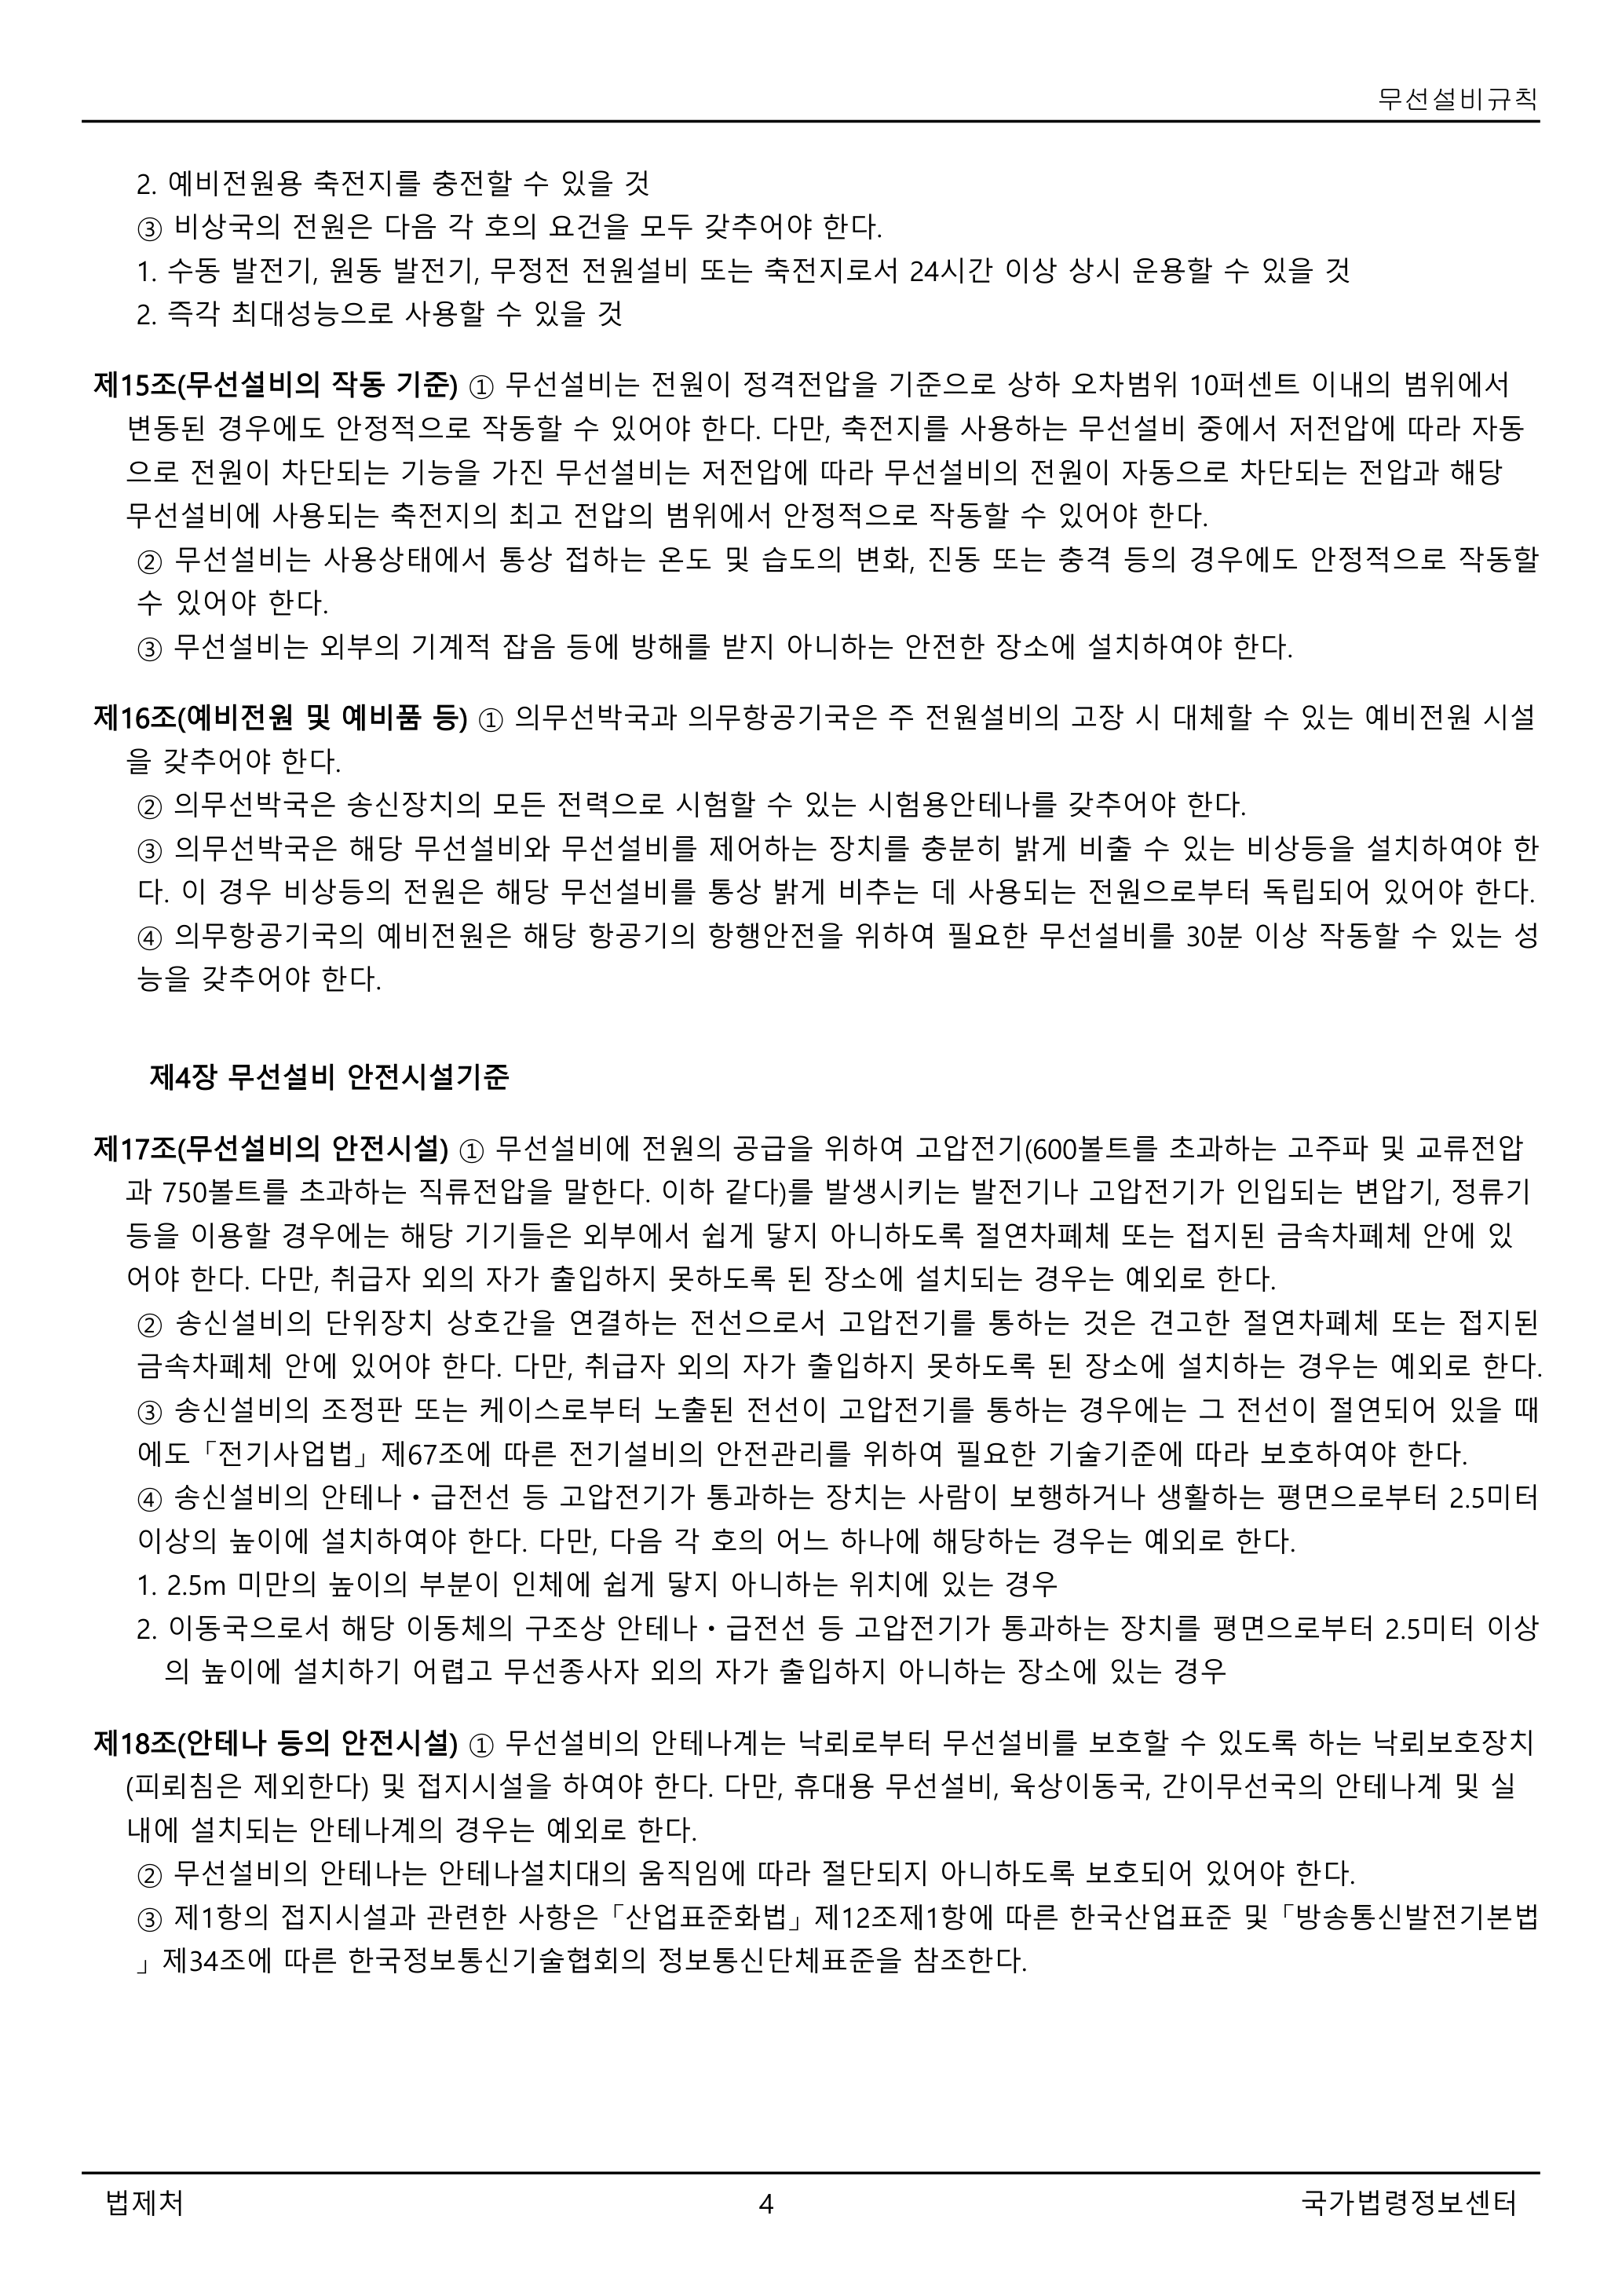 무선설비규칙
2. 예비전원용 축전지를 충전할 수 있을 것
③ 비상국의 전원은 다음 각 호의 요건을 모두 갖추어야 한다.
1. 수동 발전기, 원동 발전기, 무정전 전원설비 또는 축전지로서 24시간 이상 상시 운용할 수 있을 것
2. 즉각 최대성능으로 사용할 수 있을 것
제15조(무선설비의 작동 기준) ① 무선설비는 전원이 정격전압을 기준으로 상하 오차범위 10퍼센트 이내의 범위에서
변동된 경우에도 안정적으로 작동할 수 있어야 한다. 다만, 축전지를 사용하는 무선설비 중에서 저전압에 따라 자동
으로 전원이 차단되는 기능을 가진 무선설비는 저전압에 따라 무선설비의 전원이 자동으로 차단되는 전압과 해당
무선설비에 사용되는 축전지의 최고 전압의 범위에서 안정적으로 작동할 수 있어야 한다.
② 무선설비는 사용상태에서 통상 접하는 온도 및 습도의 변화, 진동 또는 충격 등의 경우에도 안정적으로 작동할
수 있어야 한다.
③ 무선설비는 외부의 기계적 잡음 등에 방해를 받지 아니하는 안전한 장소에 설치하여야 한다.
제16조(예비전원 및 예비품 등) ① 의무선박국과 의무항공기국은 주 전원설비의 고장 시 대체할 수 있는 예비전원 시설
을 갖추어야 한다.
② 의무선박국은 송신장치의 모든 전력으로 시험할 수 있는 시험용안테나를 갖추어야 한다.
③ 의무선박국은 해당 무선설비와 무선설비를 제어하는 장치를 충분히 밝게 비출 수 있는 비상등을 설치하여야 한
다. 이 경우 비상등의 전원은 해당 무선설비를 통상 밝게 비추는 데 사용되는 전원으로부터 독립되어 있어야 한다.
④ 의무항공기국의 예비전원은 해당 항공기의 항행안전을 위하여 필요한 무선설비를 30분 이상 작동할 수 있는 성
능을 갖추어야 한다.
제4장 무선설비 안전시설기준
제17조(무선설비의 안전시설) ① 무선설비에 전원의 공급을 위하여 고압전기(600볼트를 초과하는 고주파 및 교류전압
과 750볼트를 초과하는 직류전압을 말한다. 이하 같다)를 발생시키는 발전기나 고압전기가 인입되는 변압기, 정류기
등을 이용할 경우에는 해당 기기들은 외부에서 쉽게 닿지 아니하도록 절연차폐체 또는 접지된 금속차폐체 안에 있
어야 한다. 다만, 취급자 외의 자가 출입하지 못하도록 된 장소에 설치되는 경우는 예외로 한다.
② 송신설비의 단위장치 상호간을 연결하는 전선으로서 고압전기를 통하는 것은 견고한 절연차폐체 또는 접지된
금속차폐체 안에 있어야 한다. 다만, 취급자 외의 자가 출입하지 못하도록 된 장소에 설치하는 경우는 예외로 한다.
③ 송신설비의 조정판 또는 케이스로부터 노출된 전선이 고압전기를 통하는 경우에는 그 전선이 절연되어 있을 때
에도「전기사업법」제67조에 따른 전기설비의 안전관리를 위하여 필요한 기술기준에 따라 보호하여야 한다.
④ 송신설비의 안테나·급전선 등 고압전기가 통과하는 장치는 사람이 보행하거나 생활하는 평면으로부터 2.5미터
이상의 높이에 설치하여야 한다. 다만, 다음 각 호의 어느 하나에 해당하는 경우는 예외로 한다.
1. 2.5m 미만의 높이의 부분이 인체에 쉽게 닿지 아니하는 위치에 있는 경우
2. 이동국으로서 해당 이동체의 구조상 안테나·급전선 등 고압전기가 통과하는 장치를 평면으로부터 2.5미터 이상
의 높이에 설치하기 어렵고 무선종사자 외의 자가 출입하지 아니하는 장소에 있는 경우
제18조(안테나 등의 안전시설) ① 무선설비의 안테나계는 낙뢰로부터 무선설비를 보호할 수 있도록 하는 낙뢰보호장치
(피뢰침은 제외한다) 및 접지시설을 하여야 한다. 다만, 휴대용 무선설비, 육상이동국, 간이무선국의 안테나계 및 실
내에 설치되는 안테나계의 경우는 예외로 한다.
② 무선설비의 안테나는 안테나설치대의 움직임에 따라 절단되지 아니하도록 보호되어 있어야 한다.
③ 제1항의 접지시설과 관련한 사항은「산업표준화법」제12조제1항에 따른 한국산업표준 및「방송통신발전기본법
」제34조에 따른 한국정보통신기술협회의 정보통신단체표준을 참조한다.
법제처
4
국가법령정보센터